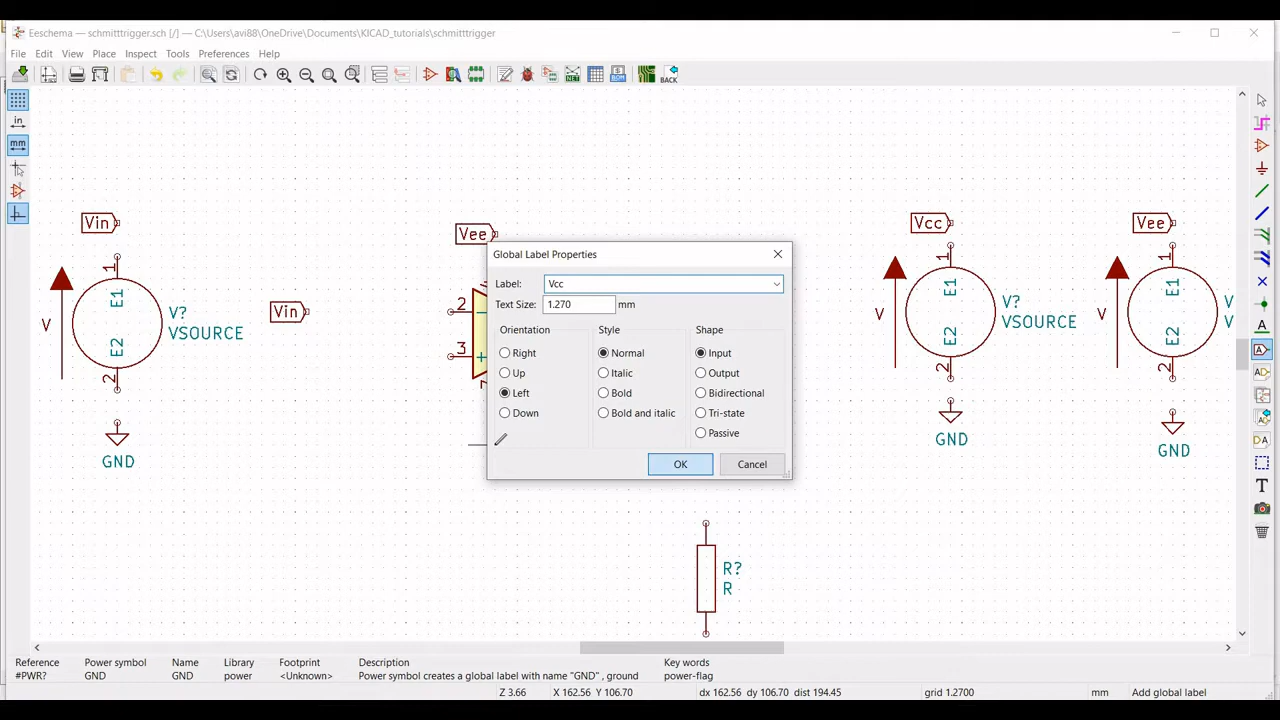 Eeschema — schmitttrigger.sch [/] — C:\Users\avi88\OneDrive\Documents\KICAD_tutorials\schmitttrigger
File Edit View Place Inspect Tools Preferences Help
BACK
in
mm
Vin
Vee
Vcc
Vee
1
E1
V
E2
2
V?
VSOURCE
GND
Vin
2
3
Global Label Properties
Label: Vcc
Text Size: 1.270 mm
Orientation Style Shape
Right Normal Input
Up Italic Output
Left Bold Bidirectional
Down Bold and italic Tri-state
Passive
OK Cancel
1
E1
V
E2
2
V?
VSOURCE
GND
1
E1
V
E2
2
V
V
GND
R?
R
Reference Power symbol Name Library Footprint Description Key words
#PWR? GND GND power <Unknown> Power symbol creates a global label with name "GND" , ground power-flag
Z 3.66 X 162.56 Y 106.70 dx 162.56 dy 106.70 dist 194.45 grid 1.2700 mm Add global label